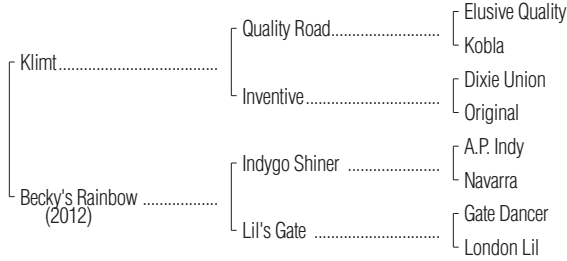 Elusive Quality
Quality Road
Kobla
Klimt
Dixie Union
Inventive
Original
A.P. Indy
Indygo Shiner
Navarra
Becky's Rainbow
(2012)
Gate Dancer
Lil's Gate
London Lil